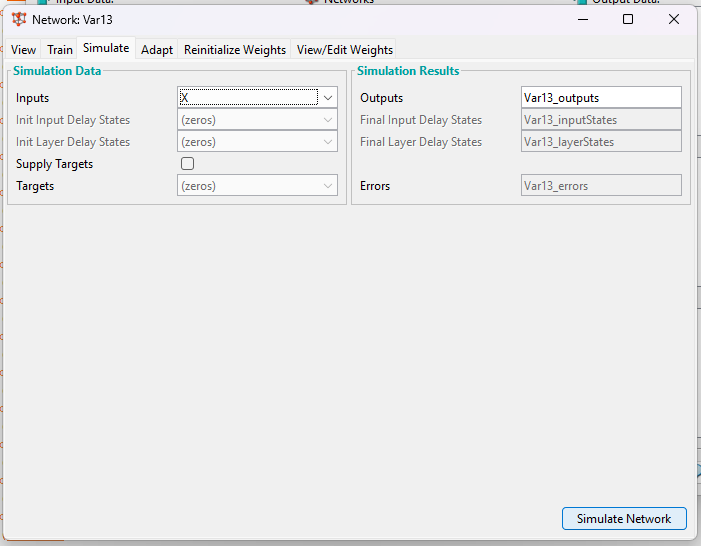 Input Data: Networks Output Data:
Network: Var13
View Train Simulate Adapt Reinitialize Weights View/Edit Weights
Simulation Data
Inputs X
Init Input Delay States (zeros)
Init Layer Delay States (zeros)
Supply Targets
Targets (zeros)
Simulation Results
Outputs Var13_outputs
Final Input Delay States Var13_inputStates
Final Layer Delay States Var13_layerStates
Errors Var13_errors
Simulate Network